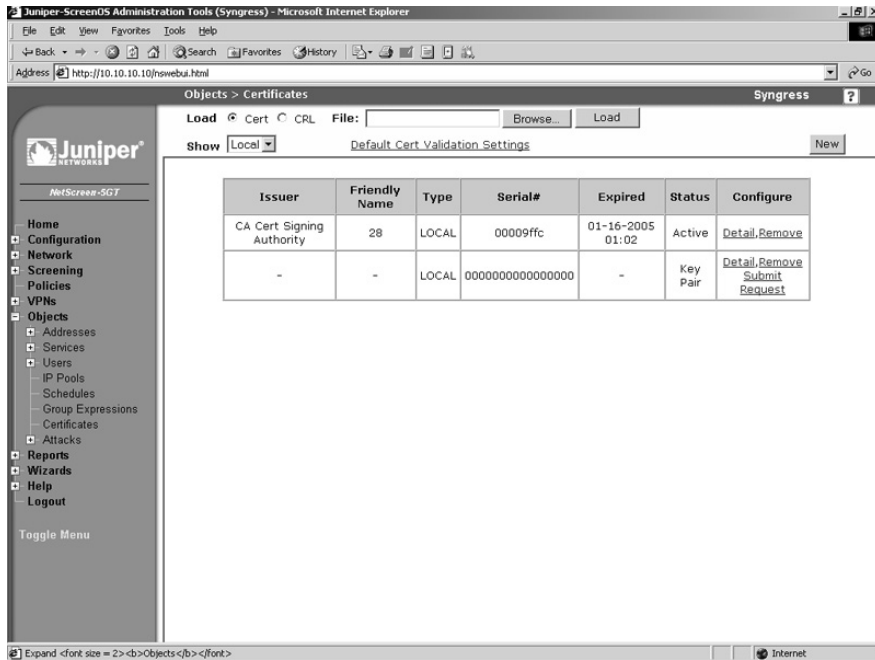 Juniper-ScreenOS Administration Tools (Syngress) - Microsoft Internet Explorer
File Edit View Favorites Tools Help
Back Search Favorites History
Address http://10.10.10.10/nswebui.html Go
Objects > Certificates Syngress ?
Load Cert CRL File: Browse... Load
Show Local Default Cert Validation Settings New
Juniper®
NETWORKS
NetScreen-5GT
Home
Configuration
Network
Screening
Policies
VPNs
Objects
Addresses
Services
Users
IP Pools
Schedules
Group Expressions
Certificates
Attacks
Reports
Wizards
Help
Logout
Toggle Menu
Issuer Friendly Name Type Serial# Expired Status Configure
CA Cert Signing Authority 28 LOCAL 00009ffc 01-16-2005 01:02 Active Detail,Remove
- - LOCAL 0000000000000000 - Key Pair Detail,Remove Submit Request
Expand <font size = 2><b>Objects</b></font> Internet